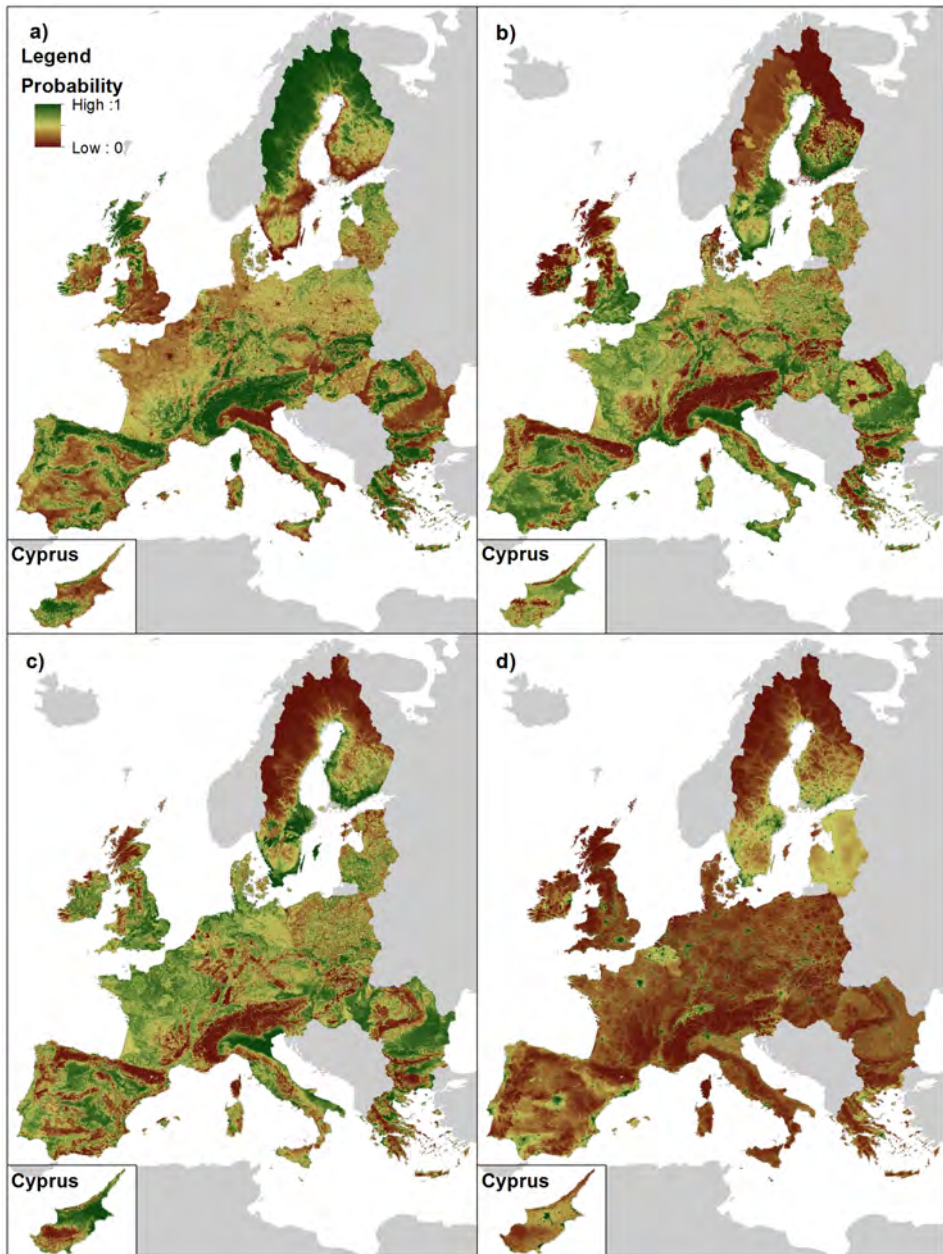 a)
Legend
Probability
High :1
Low : 0
b)
Cyprus
Cyprus
c)
d)
Cyprus
Cyprus